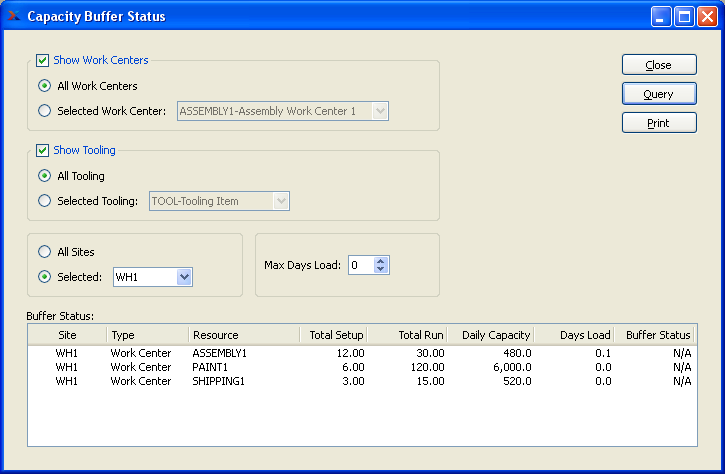 Capacity Buffer Status
Show Work Centers
All Work Centers
Selected Work Center: ASSEMBLY1-Assembly Work Center 1
Close
Query
Print
Show Tooling
All Tooling
Selected Tooling: TOOL-Tooling Item
All Sites
Selected: WH1
Max Days Load: 0
Buffer Status:
Site Type Resource Total Setup Total Run Daily Capacity Days Load Buffer Status
WH1 Work Center ASSEMBLY1 12.00 30.00 480.0 0.1 N/A
WH1 Work Center PAINT1 6.00 120.00 6,000.0 0.0 N/A
WH1 Work Center SHIPPING1 3.00 15.00 520.0 0.0 N/A